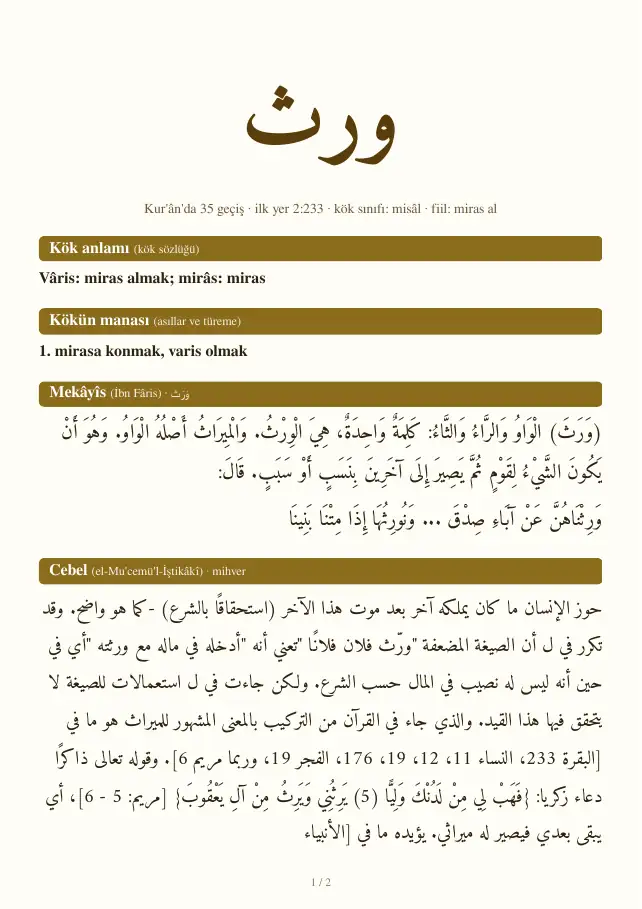 ورث
Kur'ân'da 35 geçiş · ilk yer 2:233 · kök sınıfı: misâl · fiil: miras al
Kök anlamı (kök sözlüğü)
Vâris: miras almak; mirâs: miras
Kökün manası (asıllar ve türeme)
1. mirasa konmak, varis olmak
Mekâyîs (İbn Fâris) · وَرَثَ
(وَرَثَ) الْوَاوُ وَالرَّاءُ وَالثَّاءُ: كَلِمَةٌ وَاحِدَةٌ، هِيَ الْوِرْثُ. وَالْمِيرَاثُ أَصْلُهُ الْوَاوُ. وَهُوَ أَنْ
يَكُونَ الشَّيْءُ لِقَوْمٍ ثُمَّ يَصِيرَ إِلَى آخَرِينَ بِنَسَبٍ أَوْ سَبَبٍ. قَالَ:
وَرِثْنَاهُنَّ عَنْ آبَاءِ صِدْقَ ... وَنُورِثُهَا إِذَا مِتْنَا بَنِينَا
Cebel (el-Mu'cemü'l-İştikâkî) · mihver
حوز الإنسان ما كان يملكه آخر بعد موت هذا الآخر (استحقاقًا بالشرع) -كما هو واضح. وقد
تكرر في ل أن الصيغة المضعفة "ورّث فلان فلانًا "تعني أنه "أدخله في ماله مع ورثته "أي في
حين أنه ليس له نصيب في المال حسب الشرع. ولكن جاءت في ل استعمالات للصيغة لا
يتحقق فيها هذا القيد. والذي جاء في القرآن من التركيب بالمعنى المشهور للميراث هو ما في
[البقرة 233، النساء 11، 12، 19، 176، الفجر 19، وربما مريم 6]. وقوله تعالى ذاكرًا
دعاء زكريا: {فَهَبْ لِي مِنْ لَدُنْكَ وَلِيًّا (5) يَرِثُنِي وَيَرِثُ مِنْ آلِ يَعْقُوبَ} [مريم: 5 - 6]، أي
يبقى بعدي فيصير له ميراثي. يؤيده ما في [الأنبياء
1 / 2